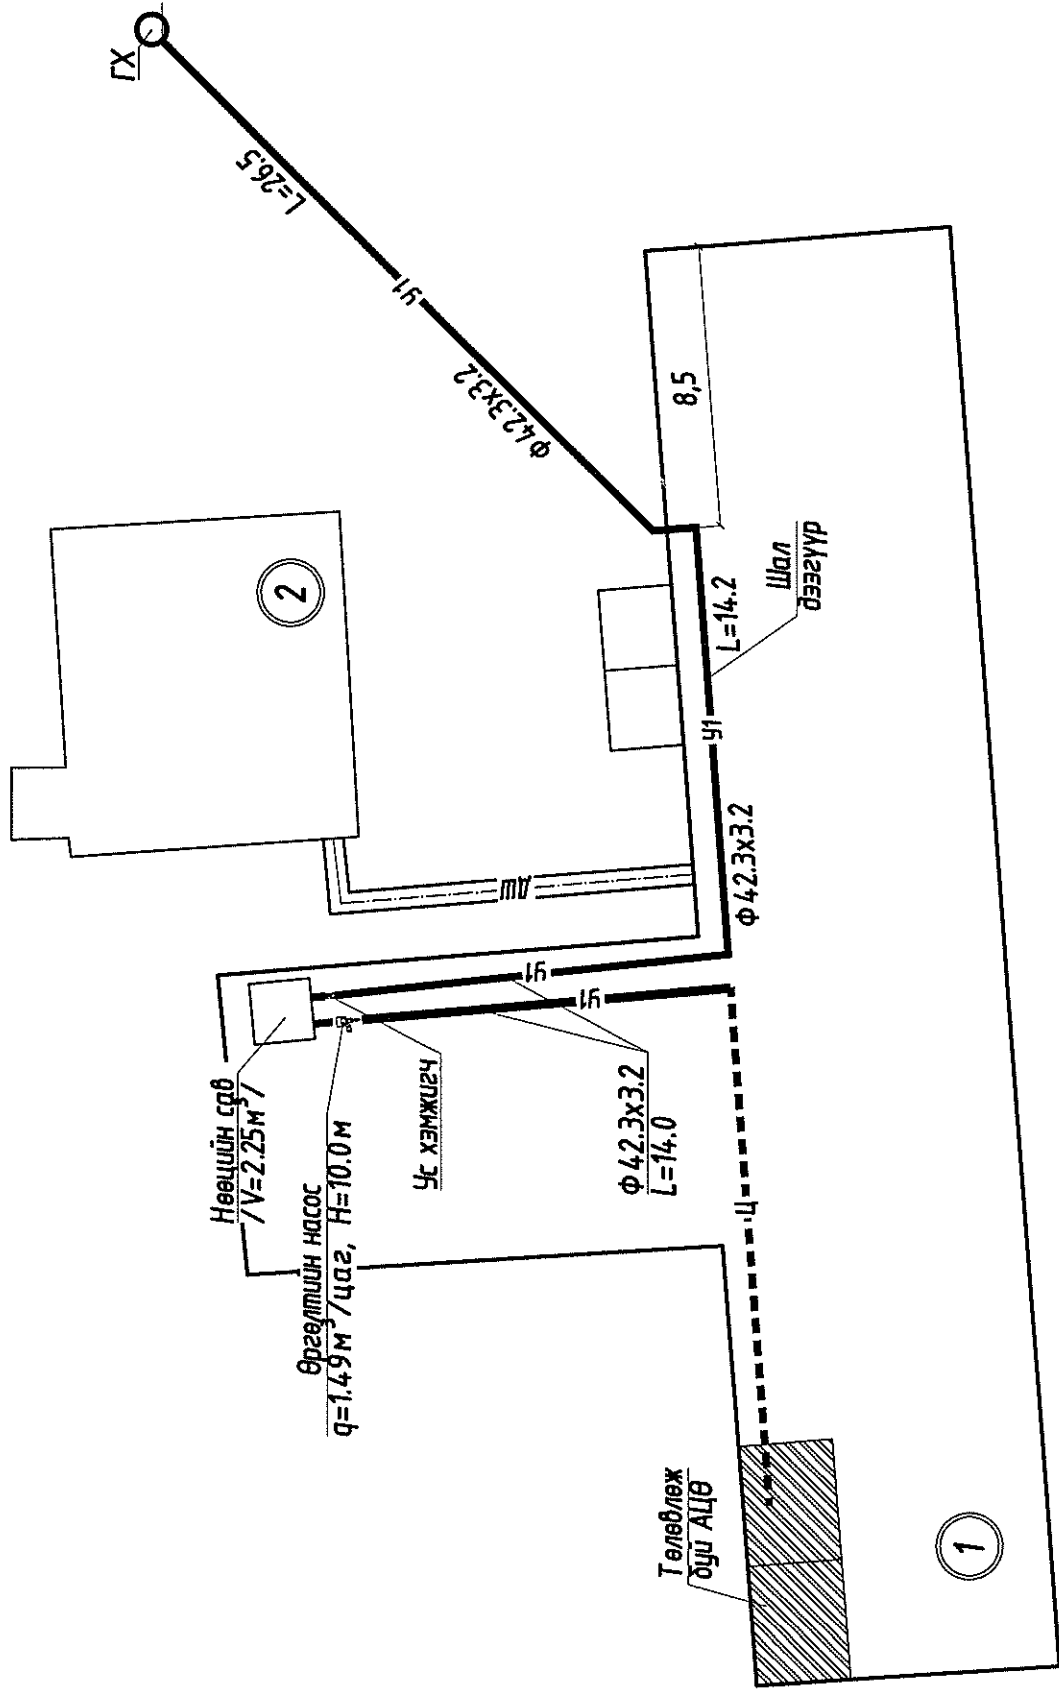 ГХ
L=26.5
У1
ф42.3х3.2
8,5
2
L=14.2
Шал
дээгүүр
У1
ф42.3х3.2
ДШ
У1
У1
Нөөцийн сав
/V=2.25м³/
Өргөлтийн насос
q=1.49м³/цаг, H=10.0м
Ус хэмжигч
ф42.3х3.2
L=14.0
Ц
Төлөвлөж
буй АЦӨ
1